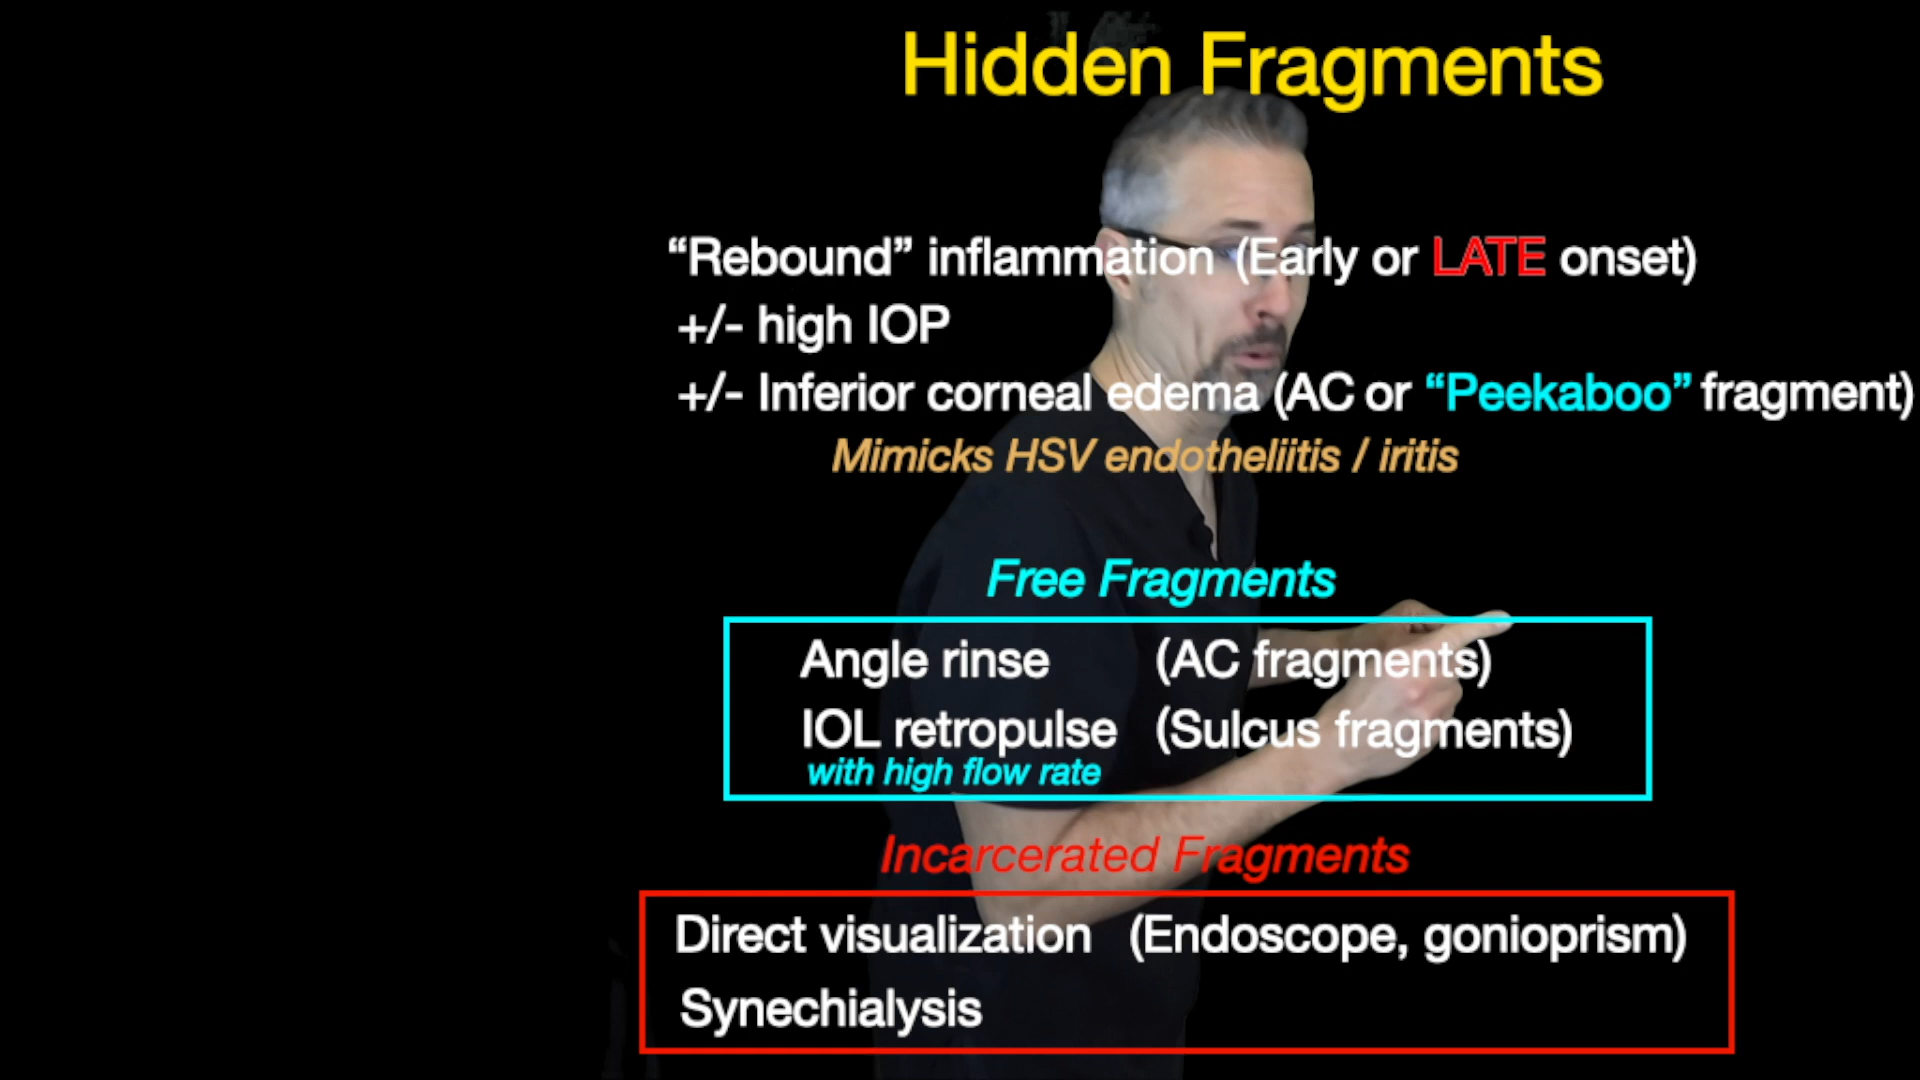 Hidden Fragments
“Rebound” inflammation (Early or LATE onset)
+/- high IOP
+/- Inferior corneal edema (AC or “Peekaboo” fragment)
Mimicks HSV endotheliitis / iritis
Free Fragments
Angle rinse (AC fragments)
IOL retropulse (Sulcus fragments)
with high flow rate
Incarcerated Fragments
Direct visualization (Endoscope, gonioprism)
Synechialysis